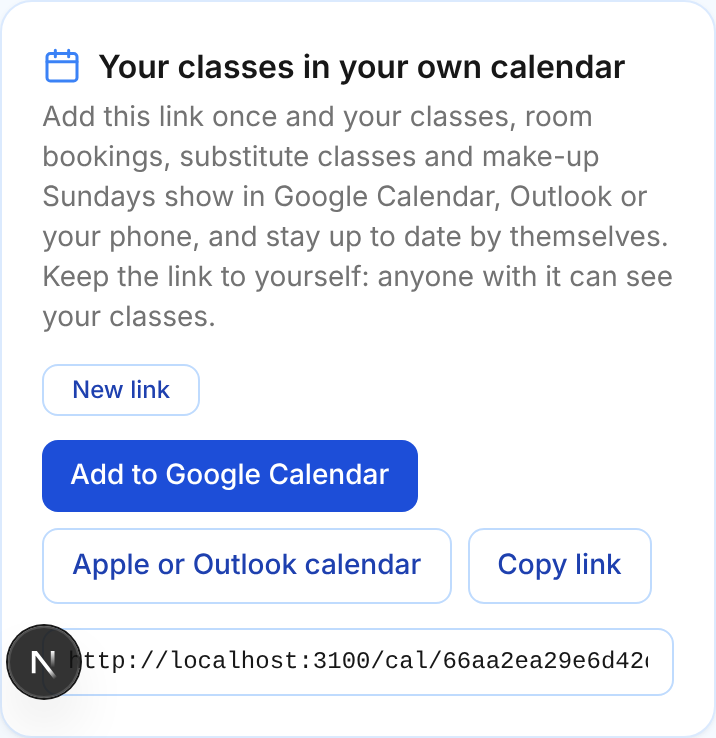 Your classes in your own calendar
Add this link once and your classes, room
bookings, substitute classes and make-up
Sundays show in Google Calendar, Outlook or
your phone, and stay up to date by themselves.
Keep the link to yourself: anyone with it can see
your classes.
New link
Add to Google Calendar
Apple or Outlook calendar
Copy link
N
http://localhost:3100/cal/66aa2ea29e6d42